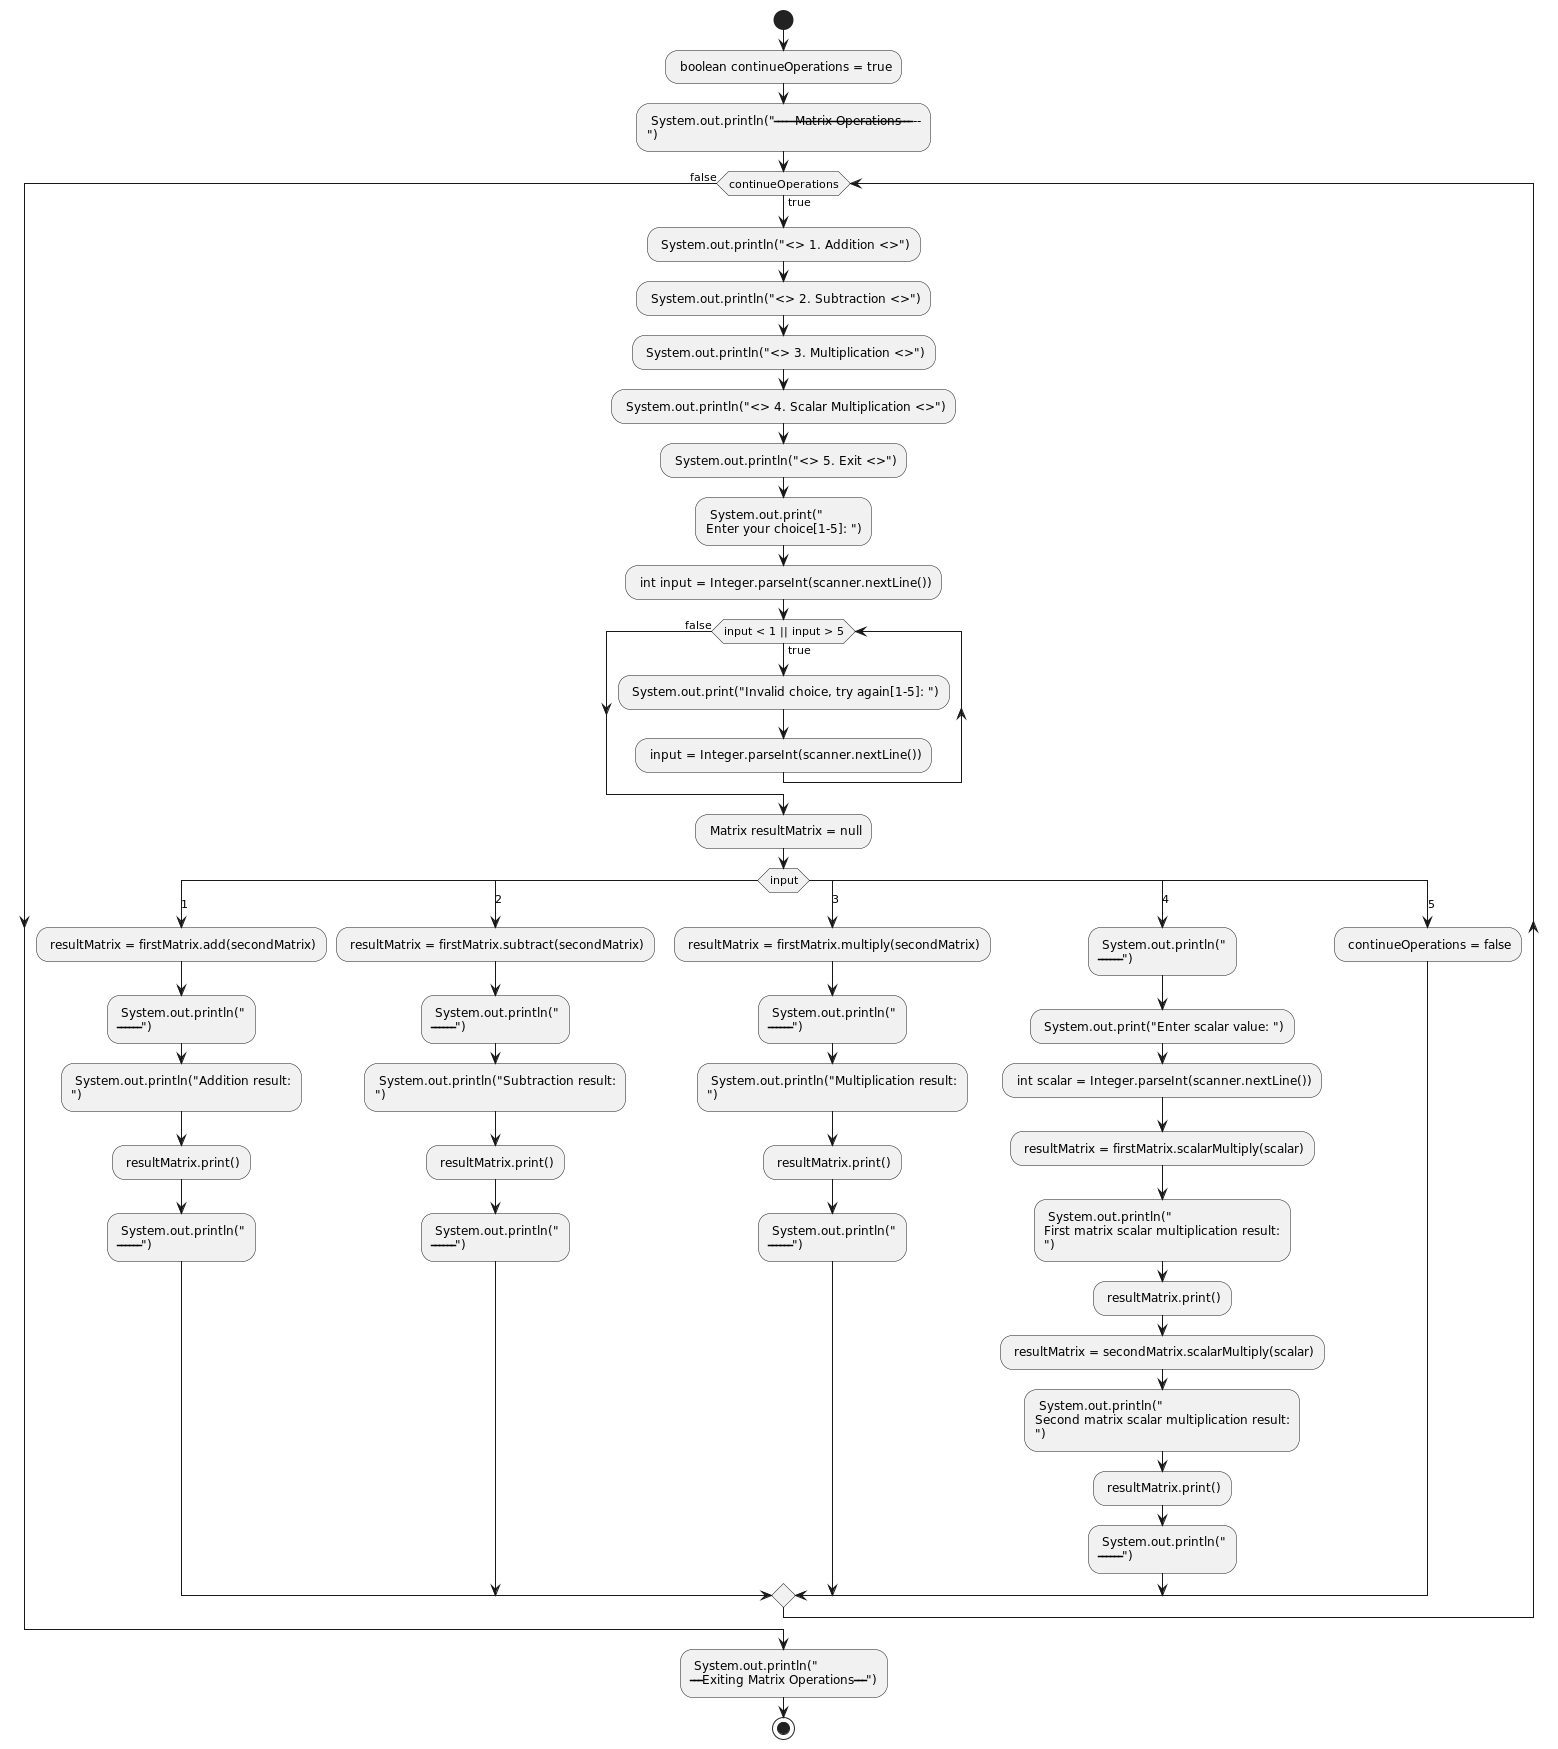 boolean continueOperations = true
System.out.println("-----Matrix Operations-----
")
false
continueOperations
true
System.out.println("<> 1. Addition <>")
System.out.println("<> 2. Subtraction <>")
System.out.println("<> 3. Multiplication <>")
System.out.println("<> 4. Scalar Multiplication <>")
System.out.println("<> 5. Exit <>")
System.out.print("
Enter your choice[1-5]: ")
int input = Integer.parseInt(scanner.nextLine())
false
input < 1 || input > 5
true
System.out.print("Invalid choice, try again[1-5]: ")
input = Integer.parseInt(scanner.nextLine())
Matrix resultMatrix = null
input
1
resultMatrix = firstMatrix.add(secondMatrix)
System.out.println("
------")
System.out.println("Addition result:
")
resultMatrix.print()
System.out.println("
------")
2
resultMatrix = firstMatrix.subtract(secondMatrix)
System.out.println("
------")
System.out.println("Subtraction result:
")
resultMatrix.print()
System.out.println("
------")
3
resultMatrix = firstMatrix.multiply(secondMatrix)
System.out.println("
------")
System.out.println("Multiplication result:
")
resultMatrix.print()
System.out.println("
------")
4
System.out.println("
------")
System.out.print("Enter scalar value: ")
int scalar = Integer.parseInt(scanner.nextLine())
resultMatrix = firstMatrix.scalarMultiply(scalar)
System.out.println("
First matrix scalar multiplication result:
")
resultMatrix.print()
resultMatrix = secondMatrix.scalarMultiply(scalar)
System.out.println("
Second matrix scalar multiplication result:
")
resultMatrix.print()
System.out.println("
------")
5
continueOperations = false
System.out.println("
---Exiting Matrix Operations---")